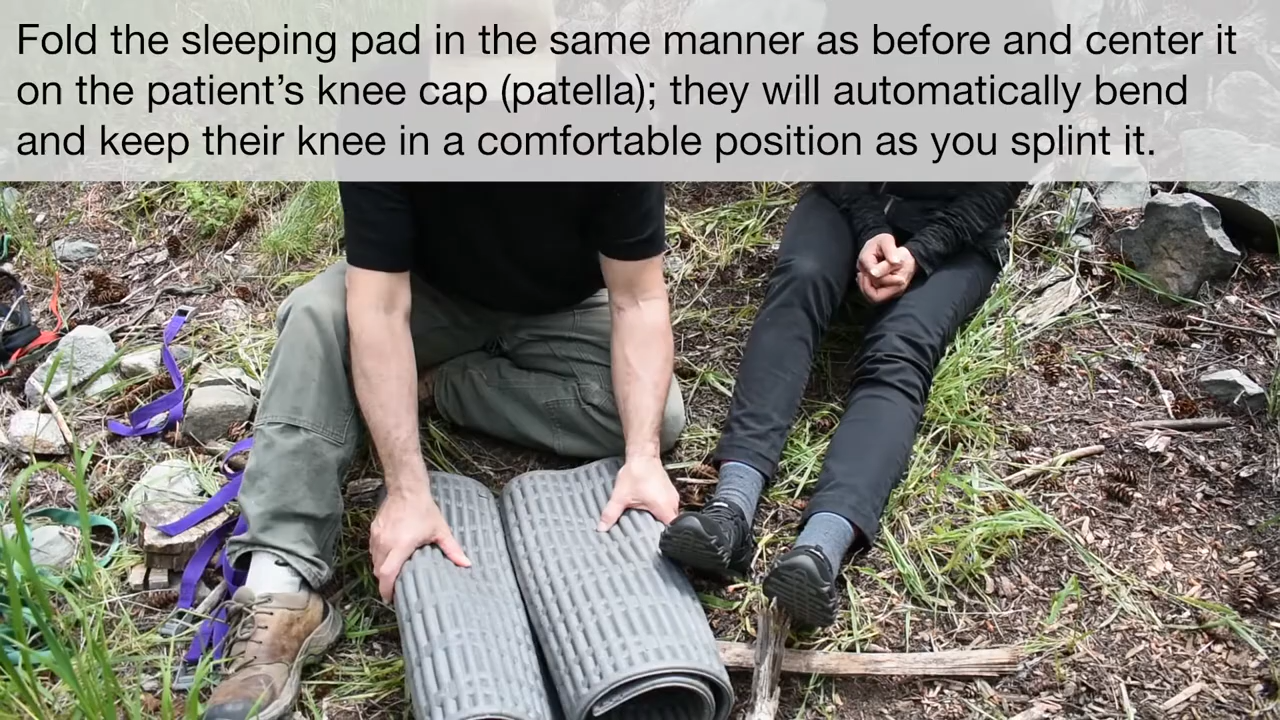 Fold the sleeping pad in the same manner as before and center it
on the patient’s knee cap (patella); they will automatically bend
and keep their knee in a comfortable position as you splint it.